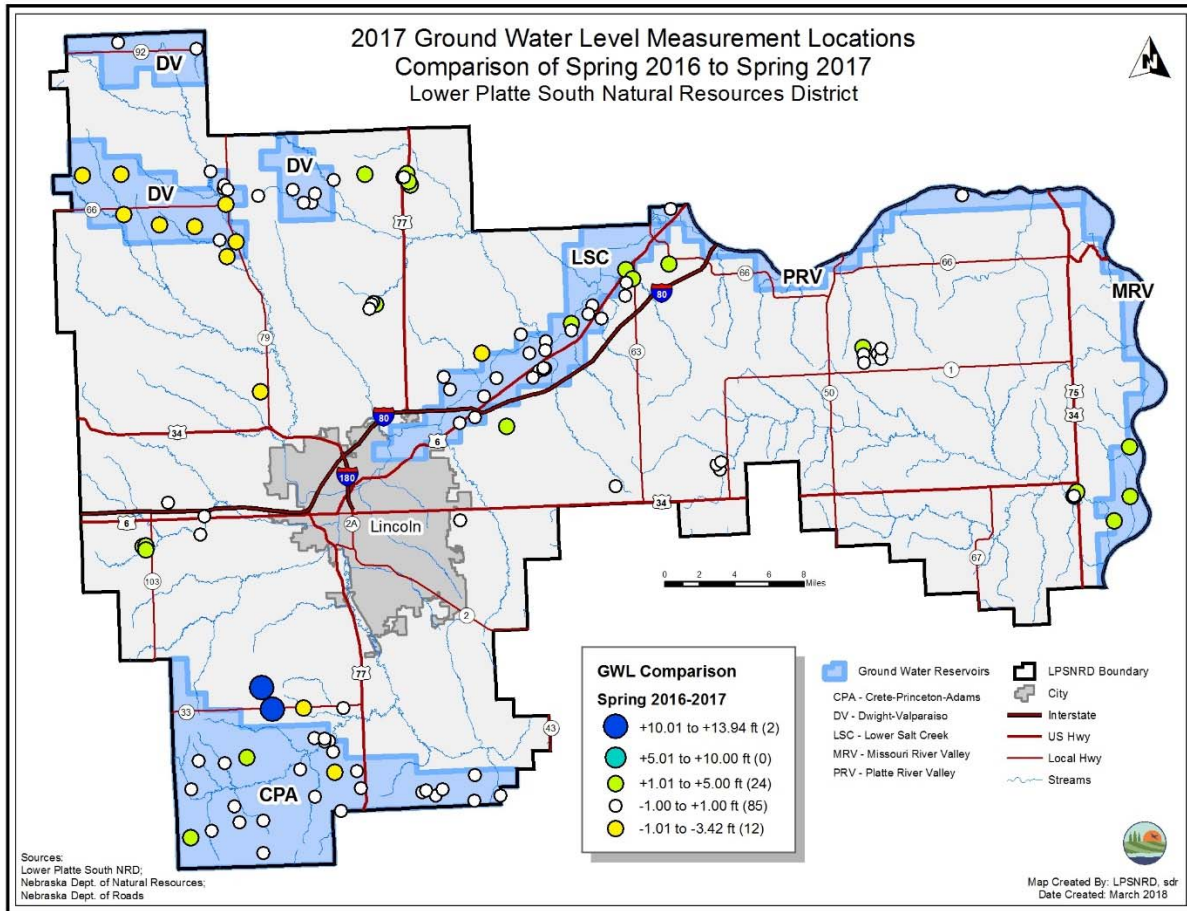 2017 Ground Water Level Measurement Locations
Comparison of Spring 2016 to Spring 2017
Lower Platte South Natural Resources District
N
92
DV
DV
DV
66
77
79
LSC
80
66
PRV
66
MRV
63
50
1
75
34
34
80
6
180
34
6
2A
Lincoln
103
2
67
0 2 4 6 8
Miles
77
33
43
CPA
GWL Comparison
Spring 2016-2017
+10.01 to +13.94 ft (2)
+5.01 to +10.00 ft (0)
+1.01 to +5.00 ft (24)
-1.00 to +1.00 ft (85)
-1.01 to -3.42 ft (12)
Ground Water Reservoirs
CPA - Crete-Princeton-Adams
DV - Dwight-Valparaiso
LSC - Lower Salt Creek
MRV - Missouri River Valley
PRV - Platte River Valley
LPSNRD Boundary
City
Interstate
US Hwy
Local Hwy
Streams
Sources:
Lower Platte South NRD;
Nebraska Dept. of Natural Resources;
Nebraska Dept. of Roads
Map Created By: LPSNRD, sdr
Date Created: March 2018